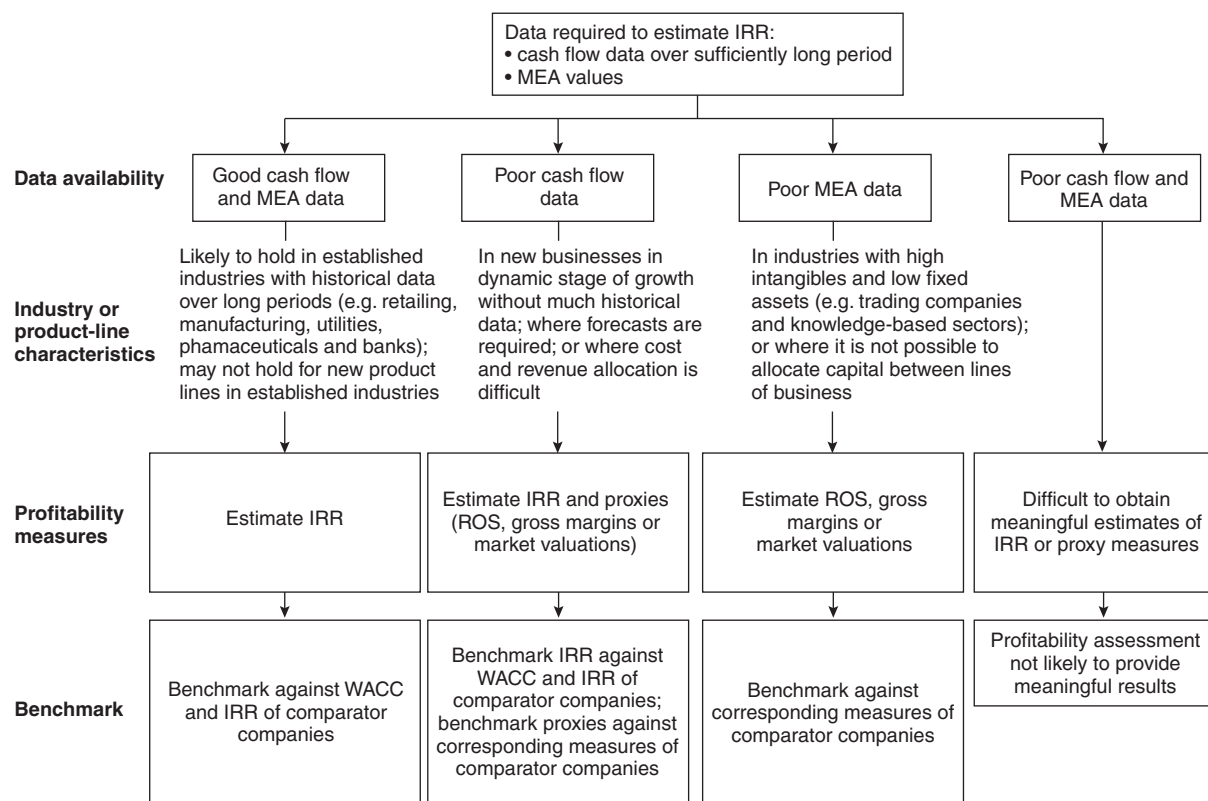 Data required to estimate IRR:
• cash flow data over sufficiently long period
• MEA values
Data availability
Good cash flow
and MEA data
Poor cash flow
data
Poor MEA data
Poor cash flow and
MEA data
Industry or
product-line
characteristics
Likely to hold in established
industries with historical data
over long periods (e.g. retailing,
manufacturing, utilities,
phamaceuticals and banks);
may not hold for new product
lines in established industries
In new businesses in
dynamic stage of growth
without much historical
data; where forecasts are
required; or where cost
and revenue allocation is
difficult
In industries with high
intangibles and low fixed
assets (e.g. trading companies
and knowledge-based sectors);
or where it is not possible to
allocate capital between lines
of business
Profitability
measures
Estimate IRR
Estimate IRR and proxies
(ROS, gross margins or
market valuations)
Estimate ROS, gross
margins or
market valuations
Difficult to obtain
meaningful estimates of
IRR or proxy measures
Benchmark
Benchmark against WACC
and IRR of comparator
companies
Benchmark IRR against
WACC and IRR of
comparator companies;
benchmark proxies against
corresponding measures of
comparator companies
Benchmark against
corresponding measures of
comparator companies
Profitability assessment
not likely to provide
meaningful results